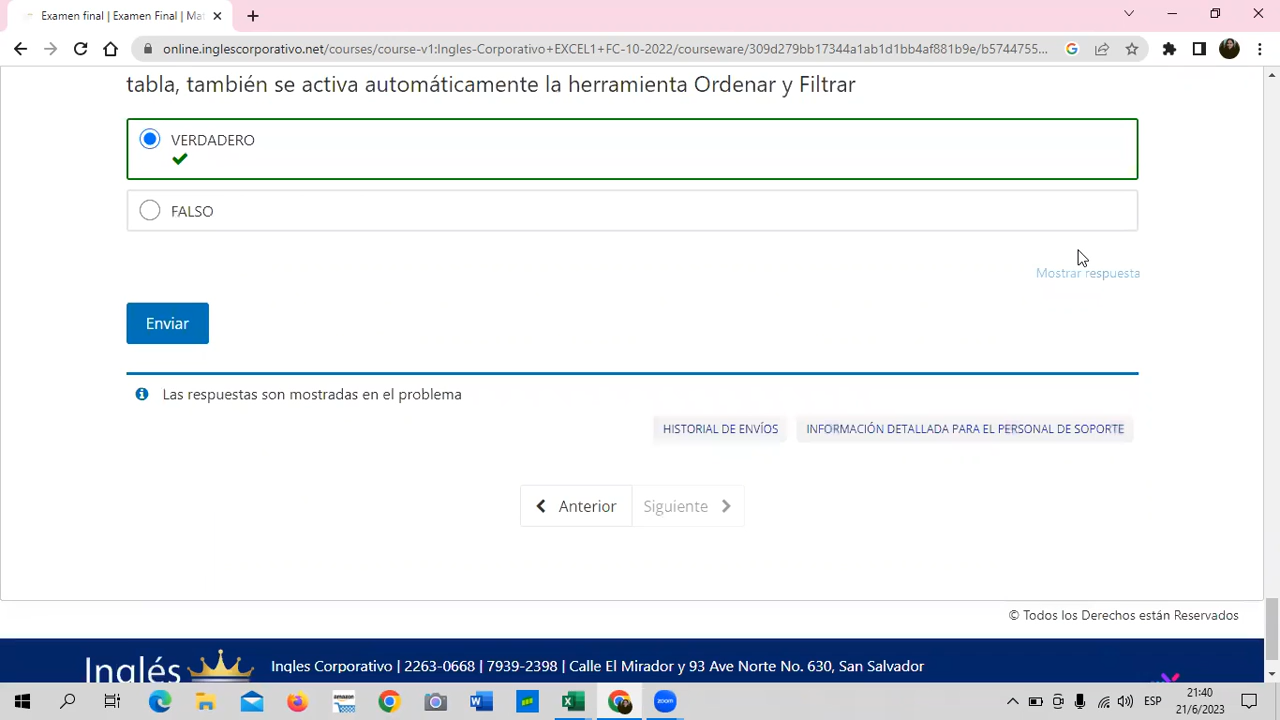 Examen final | Examen Final | Ma
online.inglescorporativo.net/courses/course-v1:Ingles-Corporativo+EXCEL1+FC-10-2022/courseware/309d279bb17344a1ab1d1bb4af881b9e/b5744755...
tabla, también se activa automáticamente la herramienta Ordenar y Filtrar
VERDADERO
FALSO
Mostrar respuesta
Enviar
Las respuestas son mostradas en el problema
HISTORIAL DE ENVÍOS
INFORMACIÓN DETALLADA PARA EL PERSONAL DE SOPORTE
Anterior
Siguiente
© Todos los Derechos están Reservados
Inglés
Ingles Corporativo | 2263-0668 | 7939-2398 | Calle El Mirador y 93 Ave Norte No. 630, San Salvador
amazon
zoom
ESP
21:40
21/6/2023